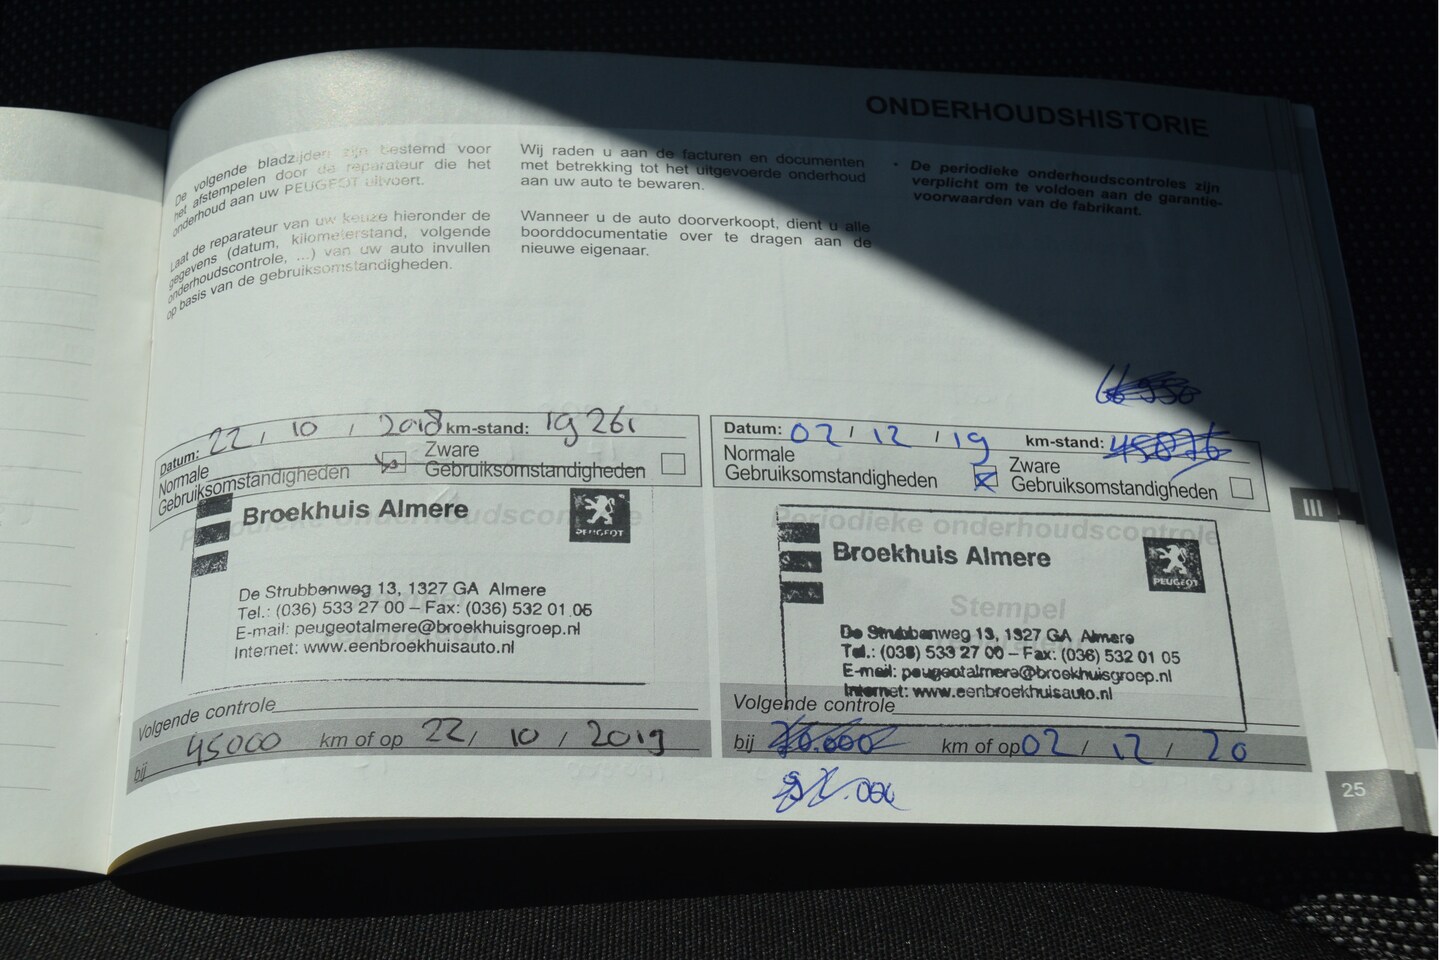 ONDERHOUDSHISTORIE
De volgende bladzijden zijn bestemd voor
het afstempelen door de reparateur die het
onderhoud aan uw PEUGEOT uitvoert.
Laat de reparateur van uw keuze hieronder de
gegevens (datum, kilometerstand, volgende
onderhoudscontrole, ...) van uw auto invullen
op basis van de gebruiksomstandigheden.
Wij raden u aan de facturen en documenten
met betrekking tot het uitgevoerde onderhoud
aan uw auto te bewaren.
Wanneer u de auto doorverkoopt, dient u alle
boorddocumentatie over te dragen aan de
nieuwe eigenaar.
• De periodieke onderhoudscontroles zijn
verplicht om te voldoen aan de garantie-
voorwaarden van de fabrikant.
Datum: 22 / 10 / 2018 km-stand: 19 261
Normale
Gebruiksomstandigheden
Zware
Gebruiksomstandigheden
Broekhuis Almere
PEUGEOT
De Strubbenweg 13, 1327 GA Almere
Tel.: (036) 533 27 00 – Fax: (036) 532 01 05
E-mail: peugeotalmere@broekhuisgroep.nl
Internet: www.eenbroekhuisauto.nl
Volgende controle
bij 45000 km of op 22 / 10 / 2019
Datum: 02 / 12 / 19 km-stand: 45876
Normale
Gebruiksomstandigheden
Zware
Gebruiksomstandigheden
Periodieke onderhoudscontrole
Stempel
Broekhuis Almere
PEUGEOT
De Strubbenweg 13, 1327 GA Almere
Tel.: (036) 533 27 00 – Fax: (036) 532 01 05
E-mail: peugeotalmere@broekhuisgroep.nl
Internet: www.eenbroekhuisauto.nl
Volgende controle
bij km of op 02 / 12 / 20
III
25